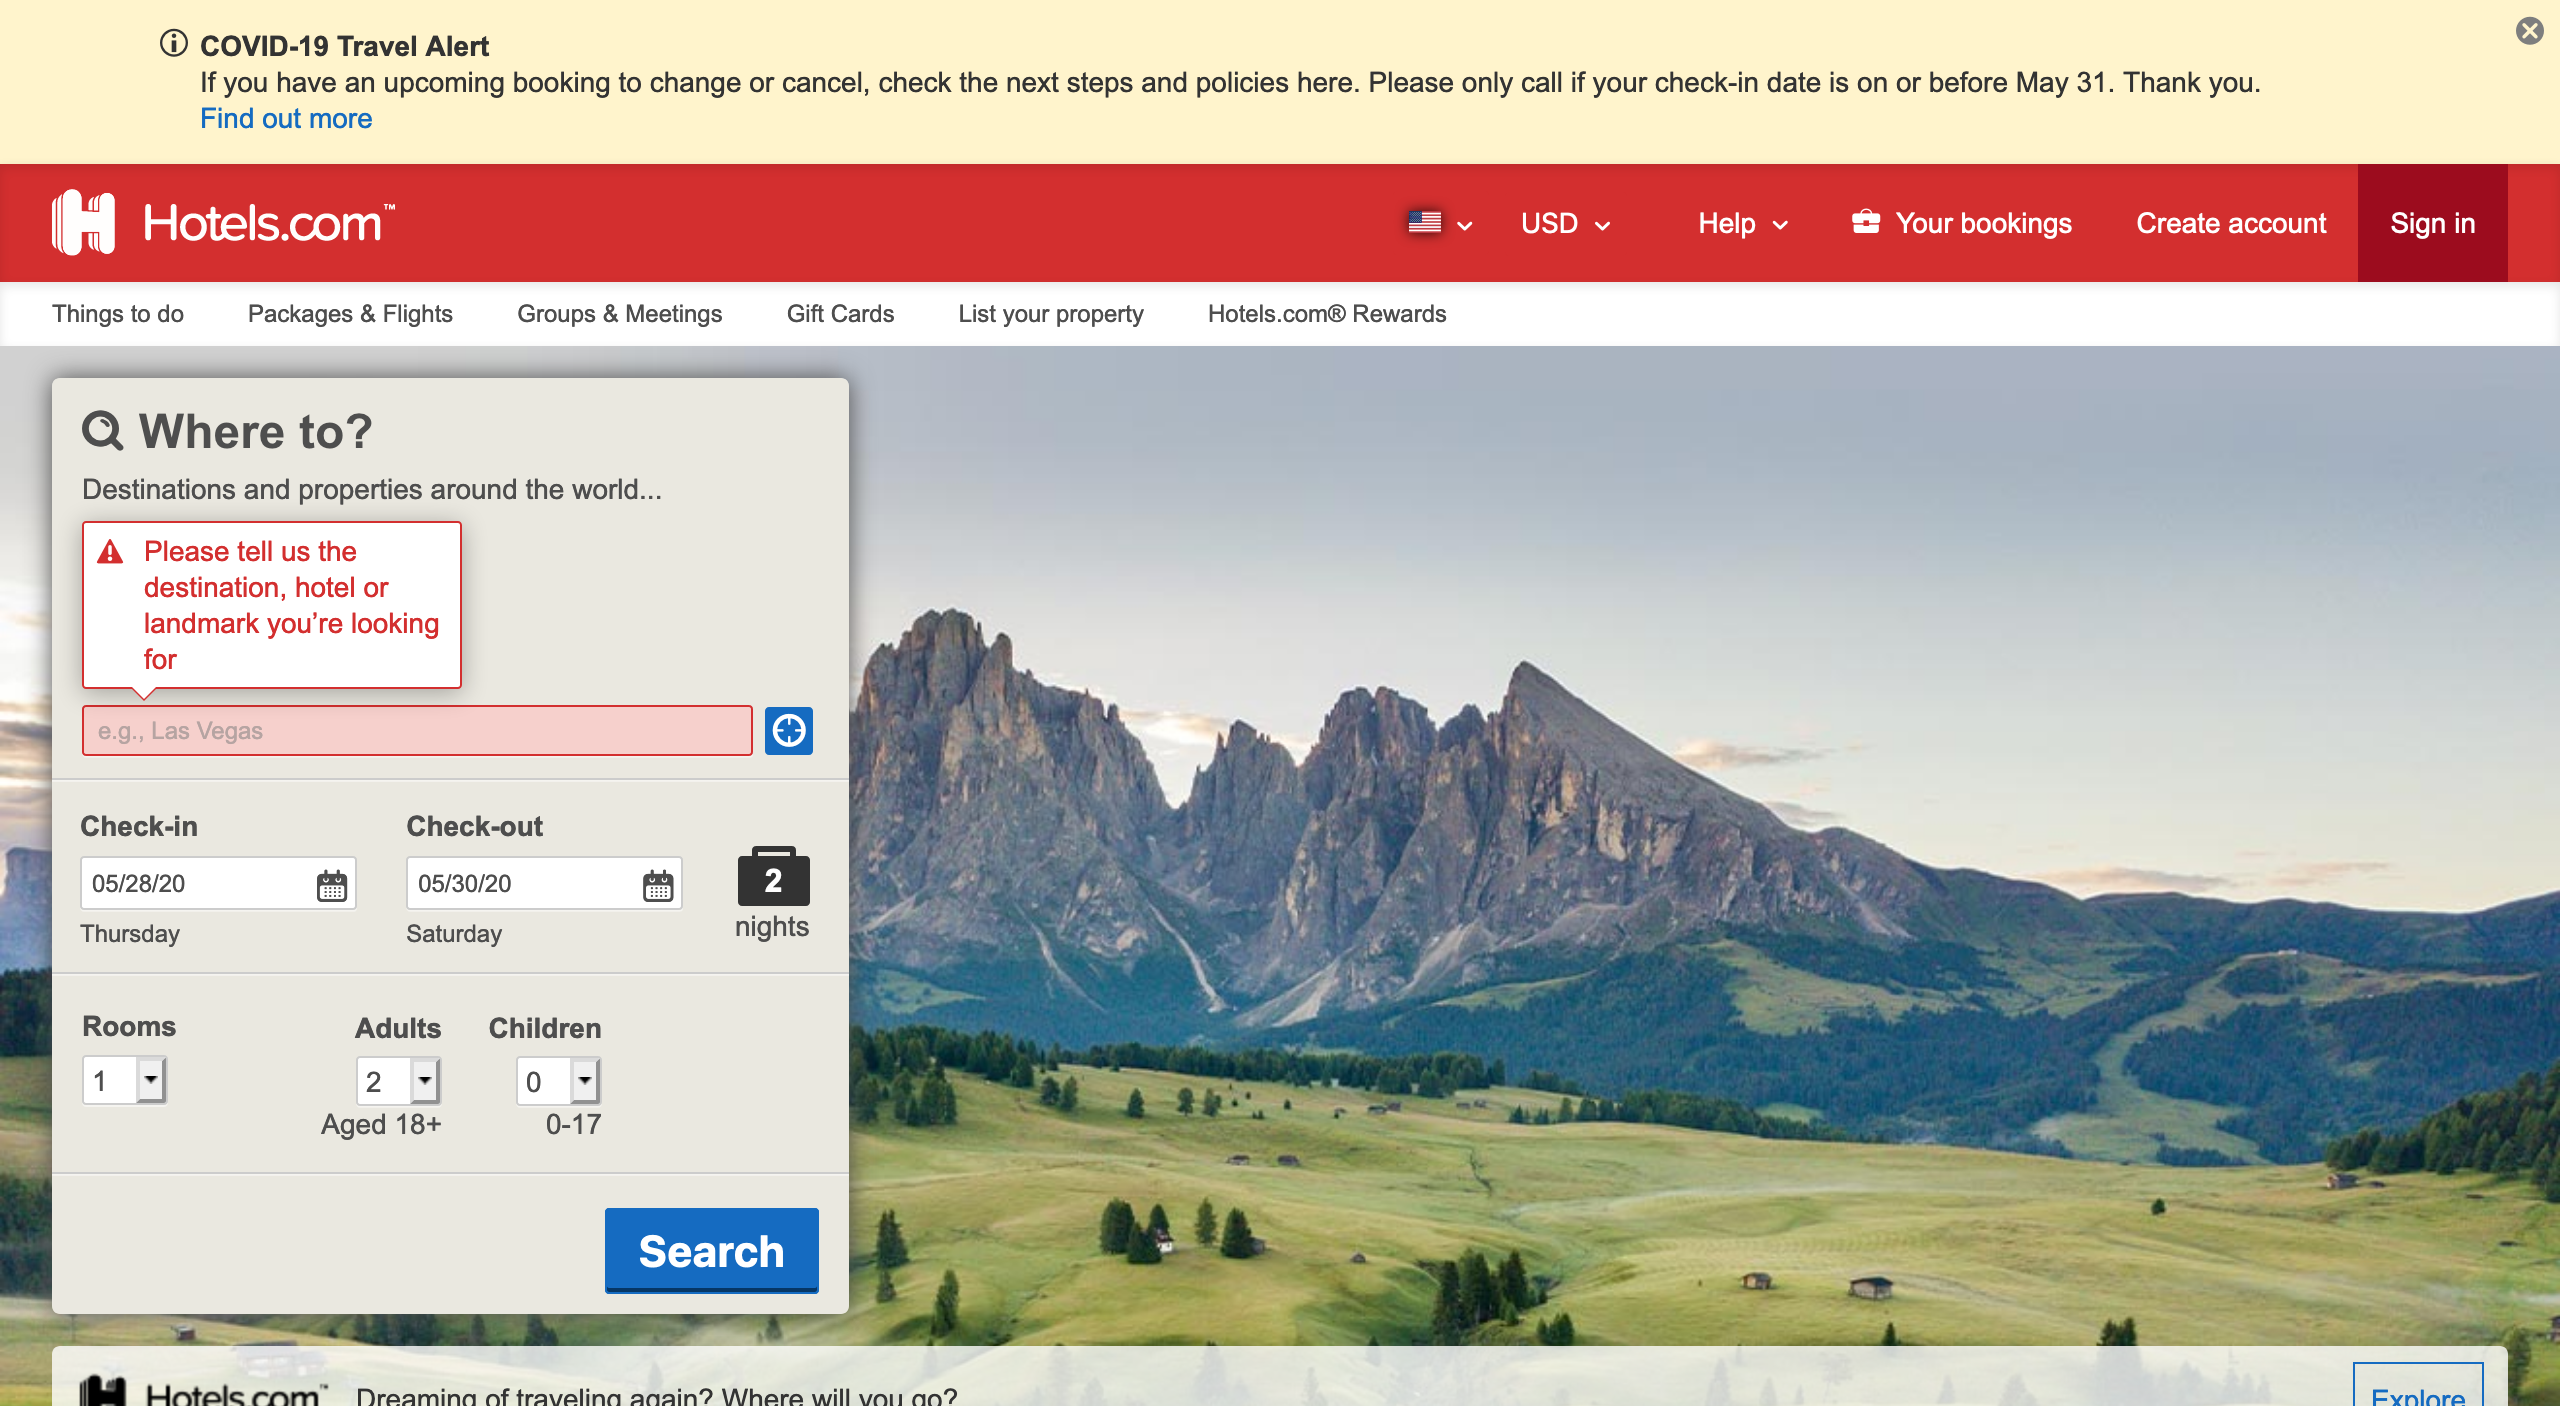 COVID-19 Travel Alert
If you have an upcoming booking to change or cancel, check the next steps and policies here. Please only call if your check-in date is on or before May 31. Thank you.
Find out more
Hotels.com™
USD
Help
Your bookings
Create account
Sign in
Things to do
Packages & Flights
Groups & Meetings
Gift Cards
List your property
Hotels.com® Rewards
Where to?
Destinations and properties around the world...
Please tell us the
destination, hotel or
landmark you’re looking
for
e.g., Las Vegas
Check-in
Check-out
05/28/20
05/30/20
2
nights
Thursday
Saturday
Rooms
Adults
Children
1
2
0
Aged 18+
0-17
Search
Hotels.com™
Dreaming of traveling again? Where will you go?
Explore